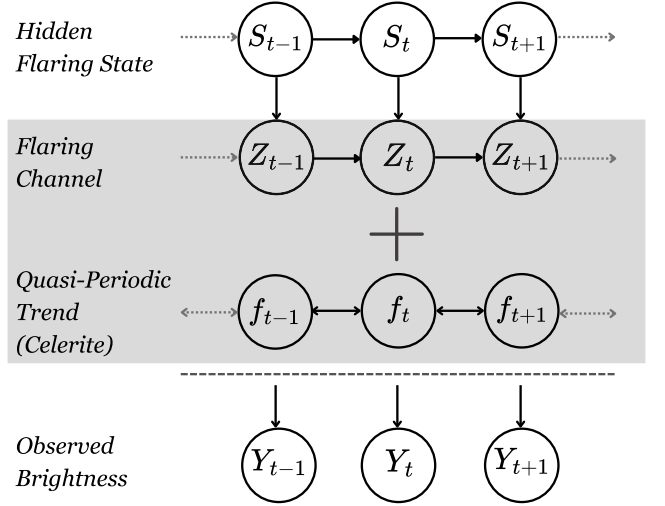 Hidden
Flaring State
S_{t−1} S_t S_{t+1}
Flaring
Channel
Z_{t−1} Z_t Z_{t+1}
+
Quasi-Periodic
Trend
(Celerite)
f_{t−1} f_t f_{t+1}
Observed
Brightness
Y_{t−1} Y_t Y_{t+1}